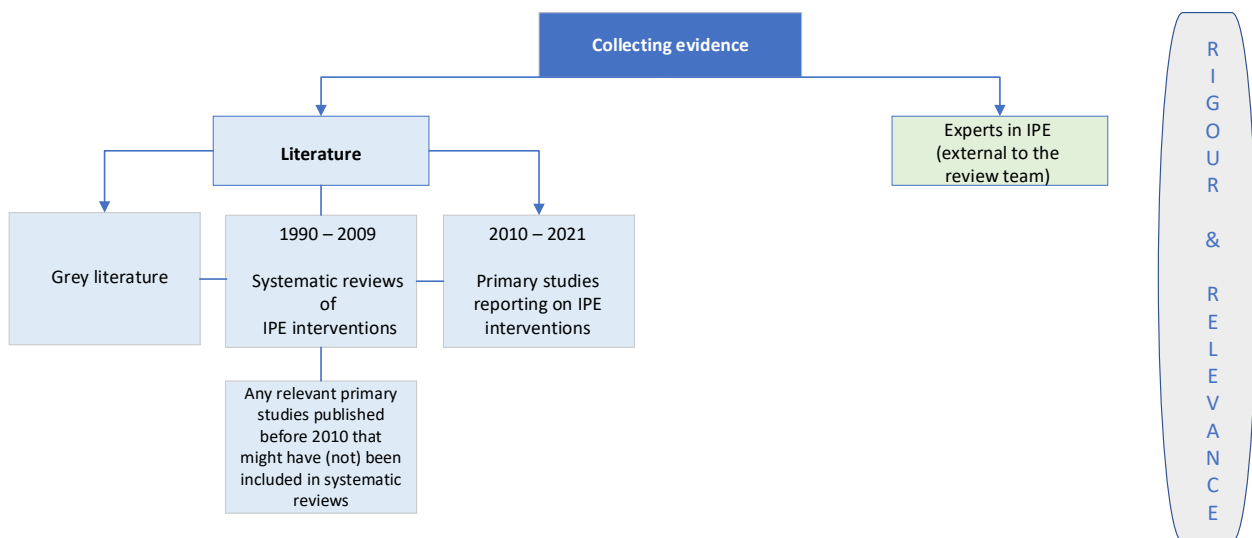 Collecting evidence
Literature
Experts in IPE
(external to the
review team)
Grey literature
1990 – 2009
Systematic reviews
of
IPE interventions
2010 – 2021
Primary studies
reporting on IPE
interventions
Any relevant primary
studies published
before 2010 that
might have (not) been
included in systematic
reviews
R
I
G
O
U
R
&
R
E
L
E
V
A
N
C
E